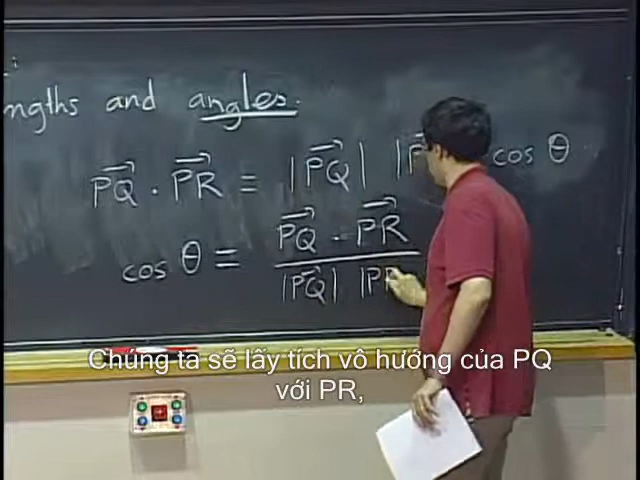 ngths and angles
PQ · PR = |PQ| |P cos θ
cos θ = PQ · PR / |PQ| |PR
Chúng ta sẽ lấy tích vô hướng của PQ
với PR,